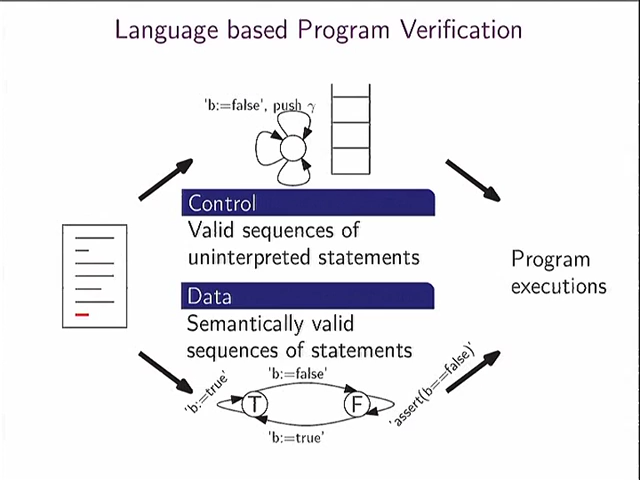 Language based Program Verification
'b:=false', push γ
Control
Valid sequences of
uninterpreted statements
Program
executions
Data
Semantically valid
sequences of statements
'b:=true'
'b:=false'
T
F
'b:=true'
'assert(b==false)'